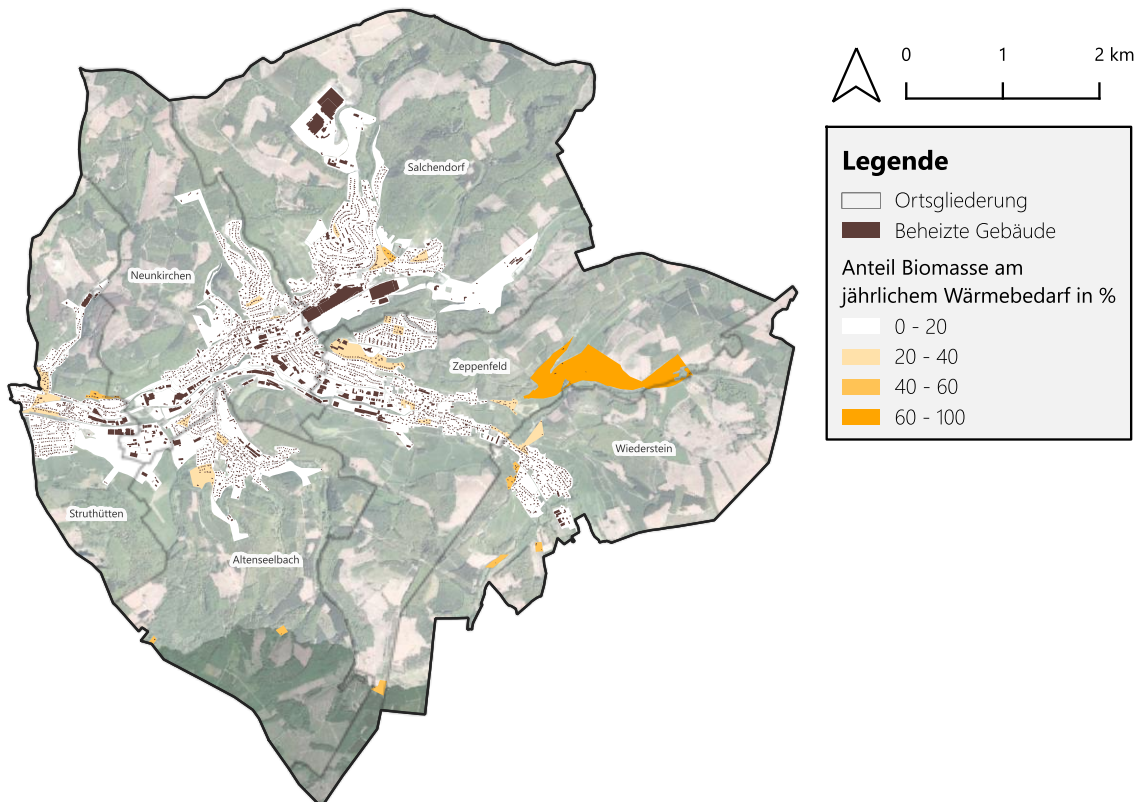 0 1 2 km
Legende
Ortsgliederung
Beheizte Gebäude
Anteil Biomasse am
jährlichem Wärmebedarf in %
0 - 20
20 - 40
40 - 60
60 - 100
Salchendorf
Neunkirchen
Zeppenfeld
Wiederstein
Struthütten
Altenseelbach